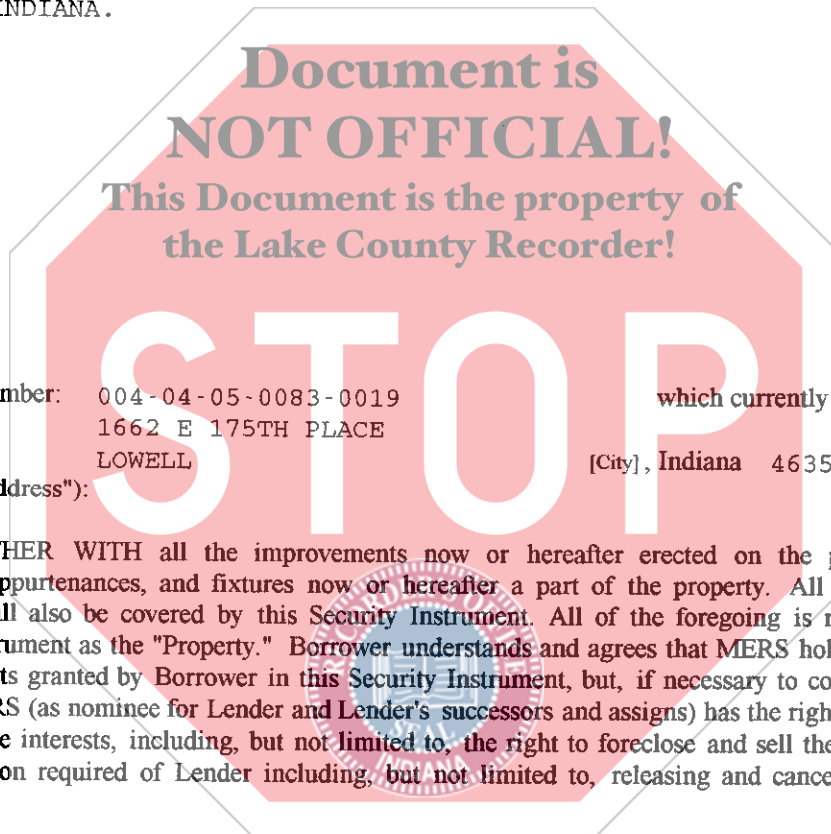 INDIANA.
Document is
NOT OFFICIAL!
This Document is the property of
the Lake County Recorder!
STOP
mber: 004-04-05-0083-0019 which currently
1662 E 175TH PLACE
LOWELL [City], Indiana 4635
ddress"):
HER WITH all the improvements now or hereafter erected on the p
ppurtenances, and fixtures now or hereafter a part of the property. All
ll also be covered by this Security Instrument. All of the foregoing is r
rument as the "Property." Borrower understands and agrees that MERS hol
ts granted by Borrower in this Security Instrument, but, if necessary to co
RS (as nominee for Lender and Lender's successors and assigns) has the righ
e interests, including, but not limited to, the right to foreclose and sell the
on required of Lender including, but not limited to, releasing and cance
RECORDER OF THE
SEAL
INDIANA